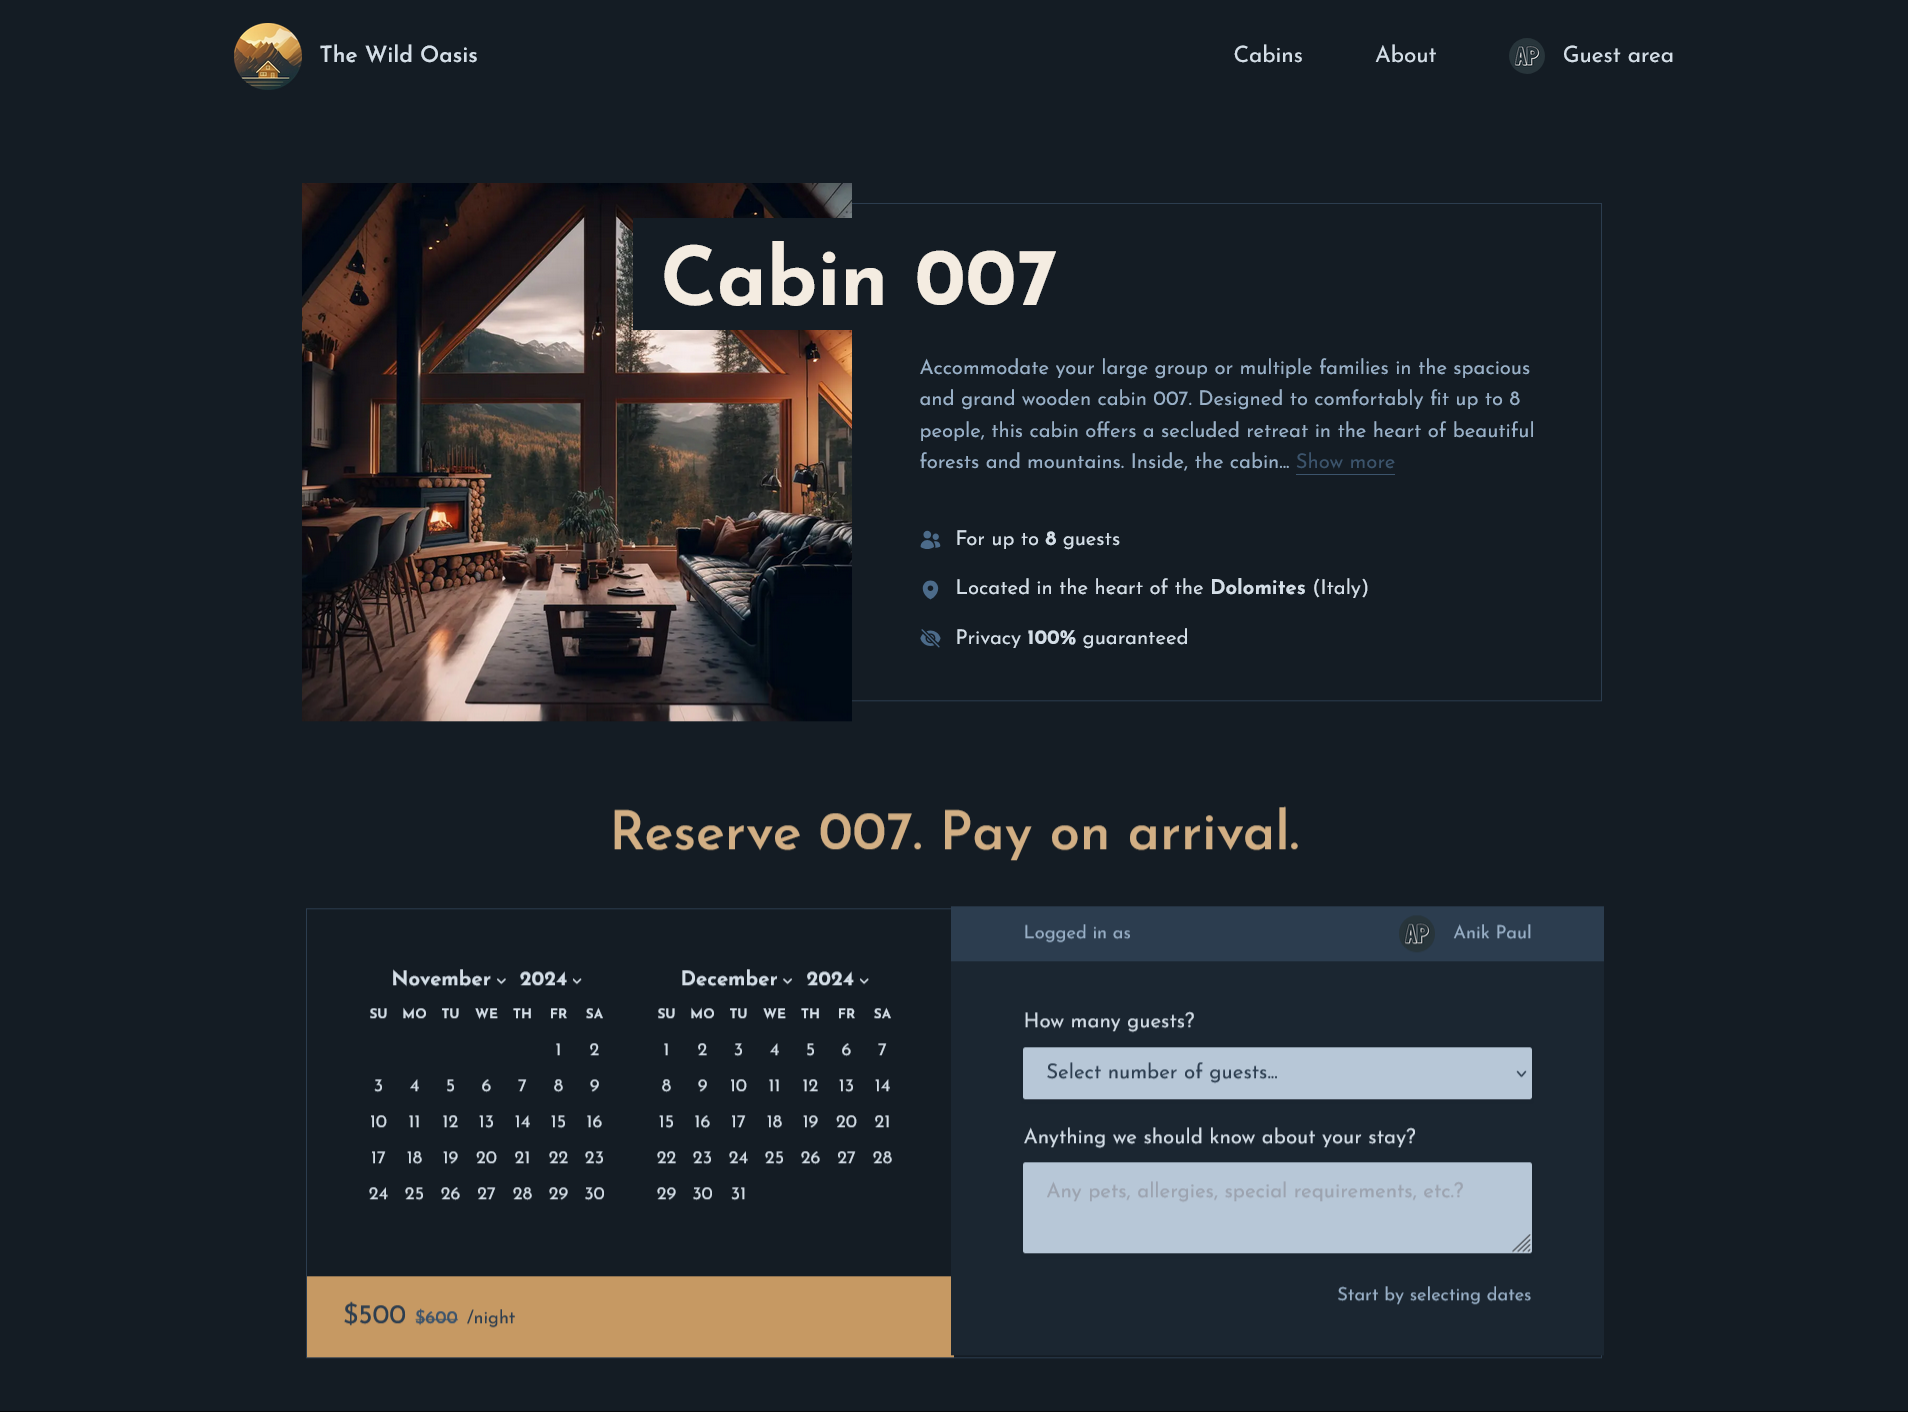 The Wild Oasis
Cabins
About
AP
Guest area
Cabin 007
Accommodate your large group or multiple families in the spacious
and grand wooden cabin 007. Designed to comfortably fit up to 8
people, this cabin offers a secluded retreat in the heart of beautiful
forests and mountains. Inside, the cabin... Show more
For up to 8 guests
Located in the heart of the Dolomites (Italy)
Privacy 100% guaranteed
Reserve 007. Pay on arrival.
November 2024
SU MO TU WE TH FR SA
1 2
3 4 5 6 7 8 9
10 11 12 13 14 15 16
17 18 19 20 21 22 23
24 25 26 27 28 29 30
December 2024
SU MO TU WE TH FR SA
1 2 3 4 5 6 7
8 9 10 11 12 13 14
15 16 17 18 19 20 21
22 23 24 25 26 27 28
29 30 31
$500 $600 /night
Logged in as
AP
Anik Paul
How many guests?
Select number of guests...
Anything we should know about your stay?
Any pets, allergies, special requirements, etc.?
Start by selecting dates